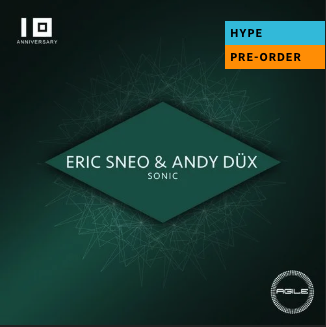 10
ANNIVERSARY
HYPE
PRE-ORDER
ERIC SNEO & ANDY DÜX
SONIC
AGILE